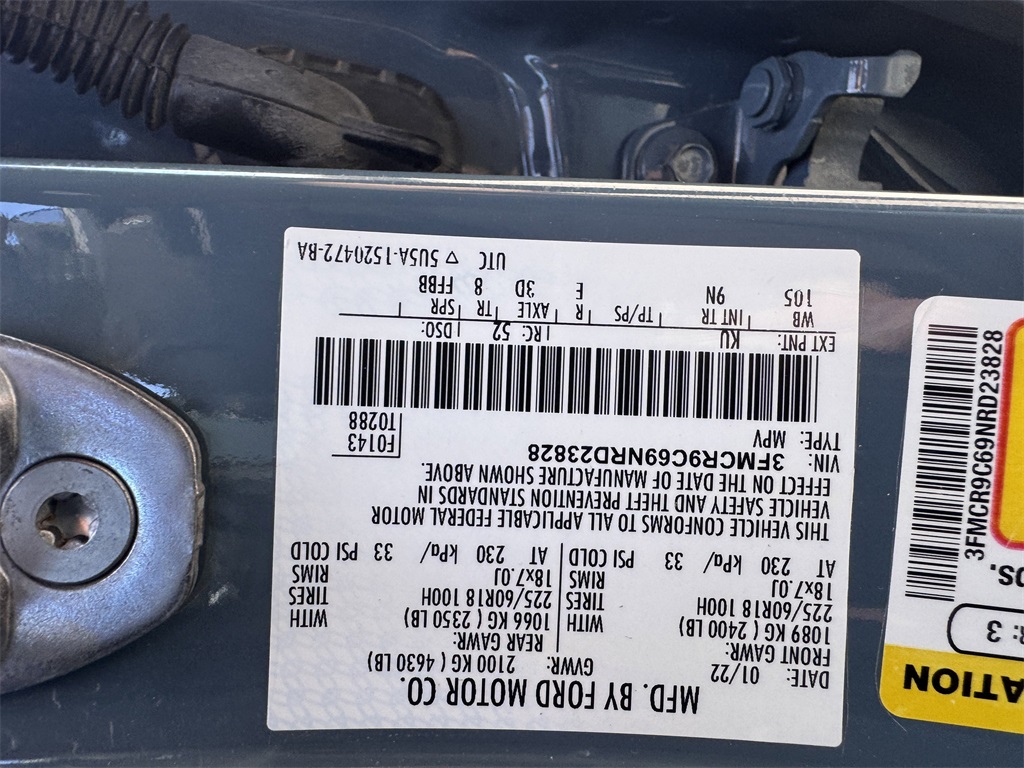 MFD. BY FORD MOTOR CO.
DATE: 01/22 GVWR: 2100 KG ( 4630 LB)
FRONT GAWR: REAR GAWR:
1089 KG ( 2400 LB) WITH 1066 KG ( 2350 LB) WITH
225/60R18 100H TIRES 225/60R18 100H TIRES
18x7.0J RIMS 18x7.0J RIMS
AT 230 kPa/ 33 PSI COLD AT 230 kPa/ 33 PSI COLD
THIS VEHICLE CONFORMS TO ALL APPLICABLE FEDERAL MOTOR
VEHICLE SAFETY AND THEFT PREVENTION STANDARDS IN
EFFECT ON THE DATE OF MANUFACTURE SHOWN ABOVE.
VIN: 3FMCR9C69NRD23828 F0143
TYPE: MPV T0288
EXT PNT: KU RC: 52 DSO:
WB INT TR TP/PS R AXLE TR SPR
105 9N E 3D 8 FFBB
UTC ▽ 5U5A-1520472-BA
3FMCR9C69NRD23828